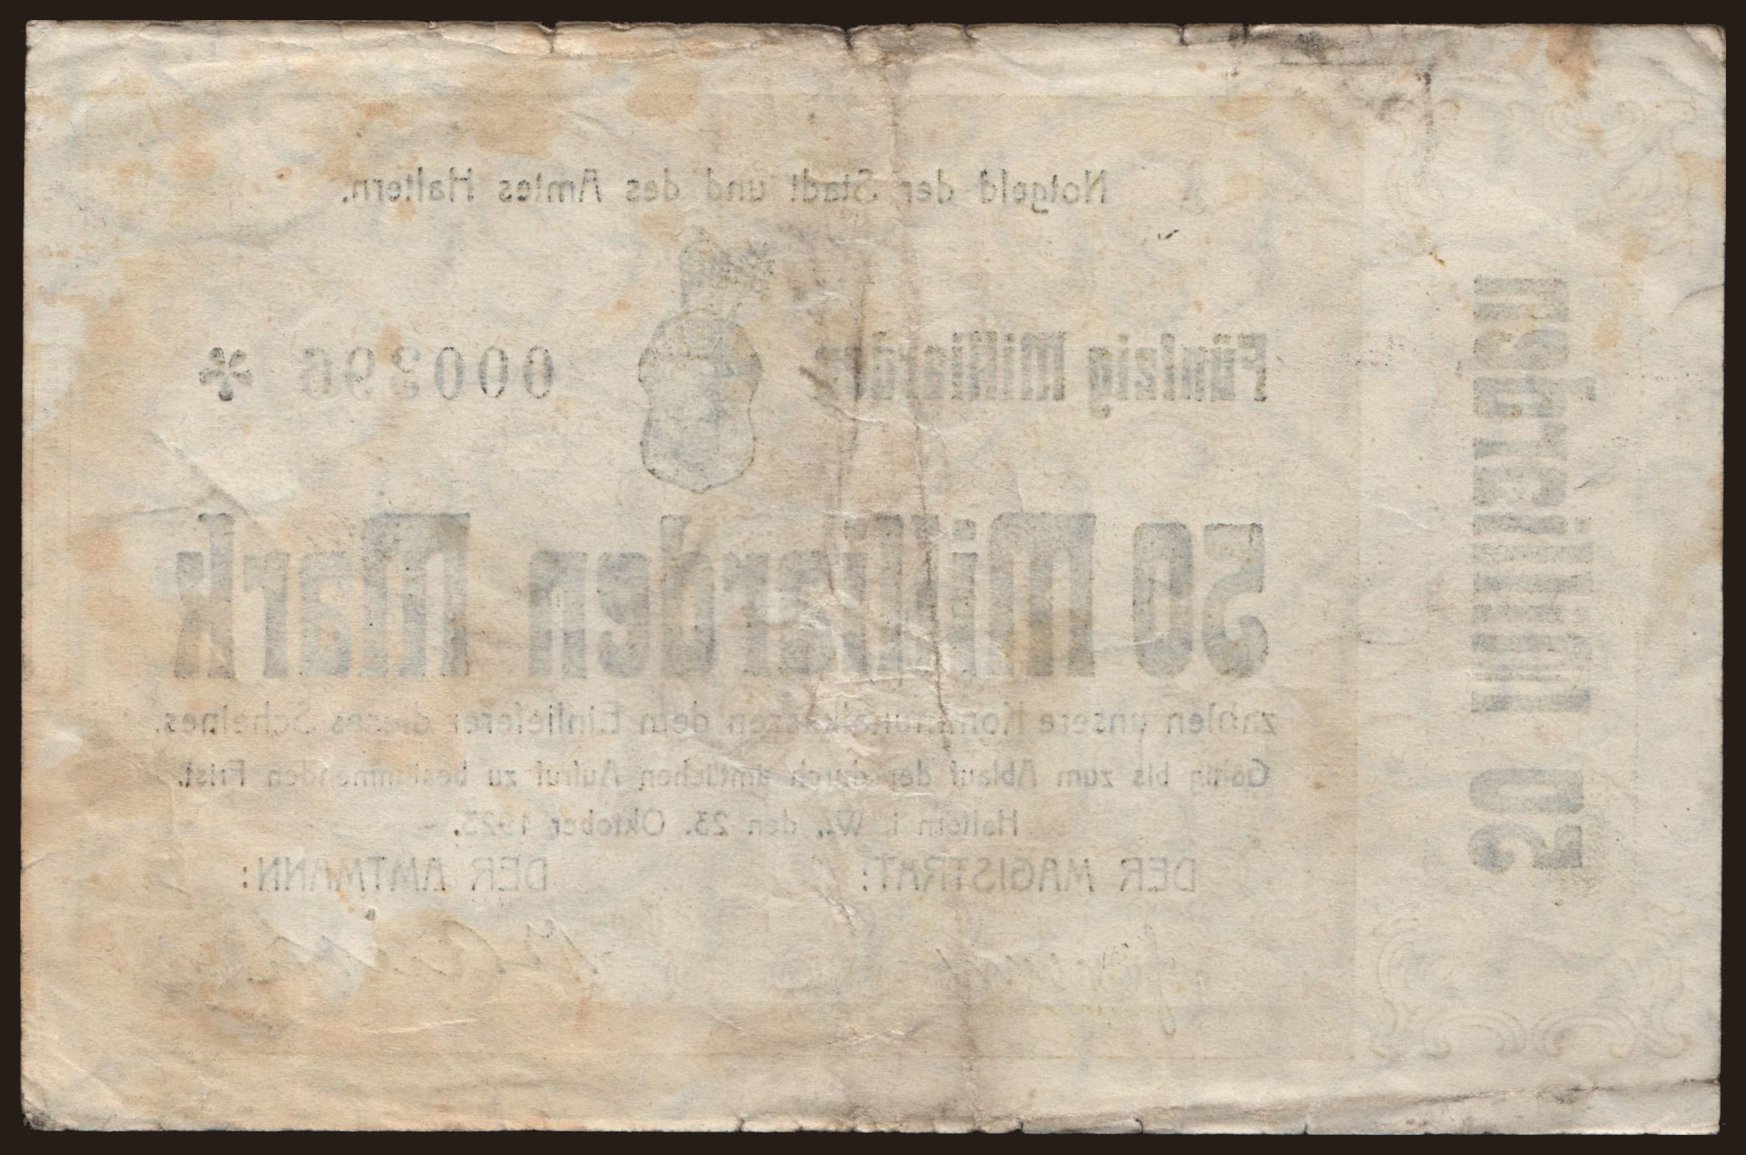 Notgeld der Stadt und des Amtes Haltern.
Fünfzig Milliarden
000396 *
50 Milliarden Mark
zahlen unsere Kommunalkassen dem Einlieferer dieses Scheines.
Gültig bis zum Ablauf der durch amtlichen Aufruf zu bestimmenden Frist.
Haltern i. W., den 23. Oktober 1923.
DER MAGISTRAT:
DER AMTMANN:
50 Milliarden